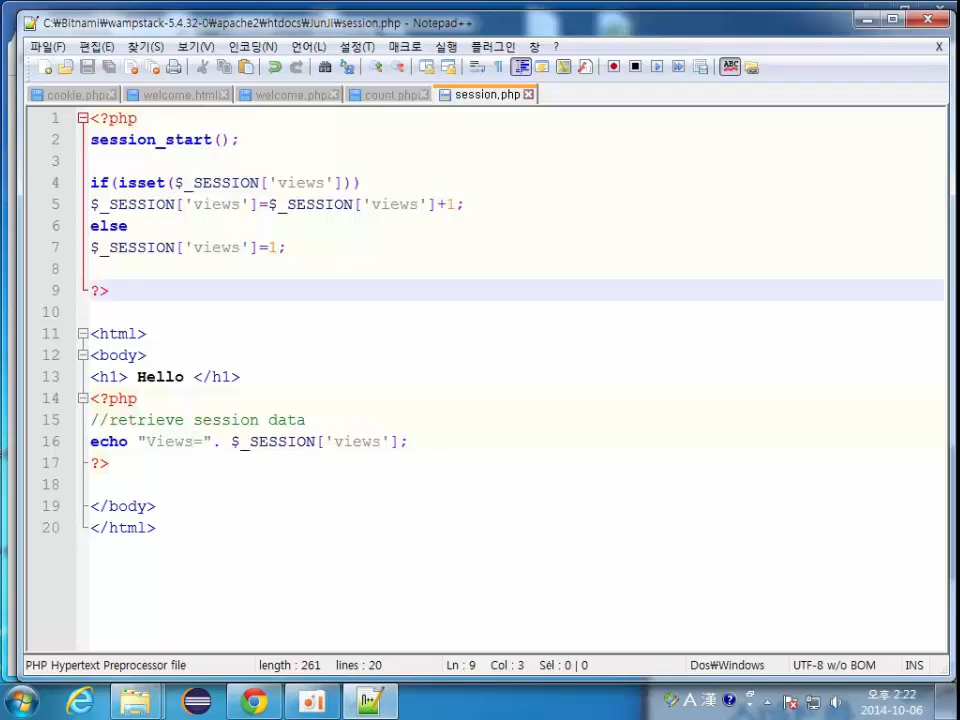 C:₩Bitnami₩wampstack-5.4.32-0₩apache2₩htdocs₩JunJi₩session.php - Notepad++
파일(F) 편집(E) 찾기(S) 보기(V) 인코딩(N) 언어(L) 설정(T) 매크로 실행 플러그인 창 ? X
ABC
cookie.php welcome.html welcome.php count.php session.php
1 <?php
2 session_start();
3
4 if(isset($_SESSION['views']))
5 $_SESSION['views']=$_SESSION['views']+1;
6 else
7 $_SESSION['views']=1;
8
9 ?>
10
11 <html>
12 <body>
13 <h1> Hello </h1>
14 <?php
15 //retrieve session data
16 echo "Views=". $_SESSION['views'];
17 ?>
18
19 </body>
20 </html>
PHP Hypertext Preprocessor file length : 261 lines : 20 Ln : 9 Col : 3 Sel : 0 | 0 Dos₩Windows UTF-8 w/o BOM INS
A 漢 ? 오후 2:22
2014-10-06